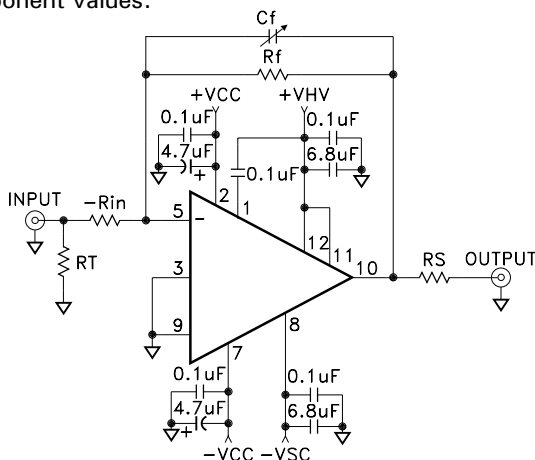 ponent values.
Cf
Rf
+VCC
+VHV
0.1uF
0.1uF
4.7uF
6.8uF
+
0.1uF
INPUT
-Rin
2
1
5
-
12
11
RT
3
10
RS
OUTPUT
9
8
7
0.1uF
0.1uF
4.7uF
6.8uF
+
-VCC
-VSC